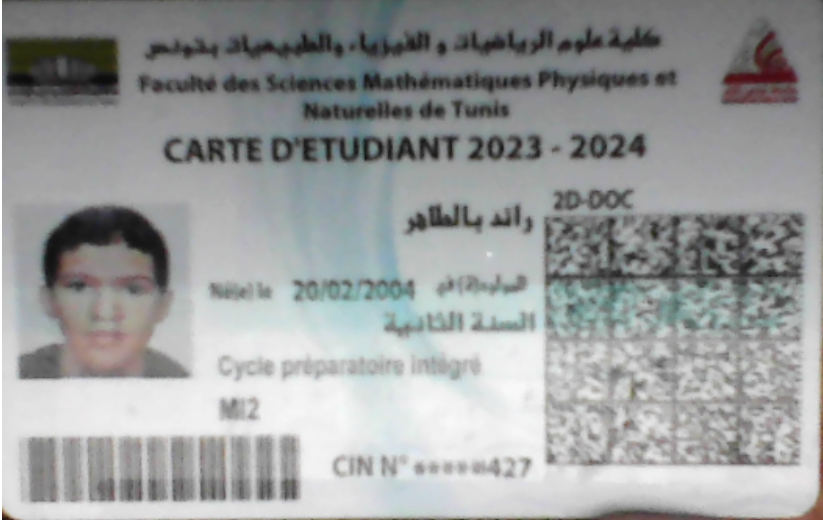 كلية علوم الرياضيات و الفيزياء والطبيعيات بتونس
Faculté des Sciences Mathématiques Physiques et
Naturelles de Tunis
CARTE D'ETUDIANT 2023 - 2024
2D-DOC
رائد بالطاهر
Né(e) le 20/02/2004 المولود(ة) في
السنة الثانية
Cycle préparatoire intégré
MI2
CIN N° *****427